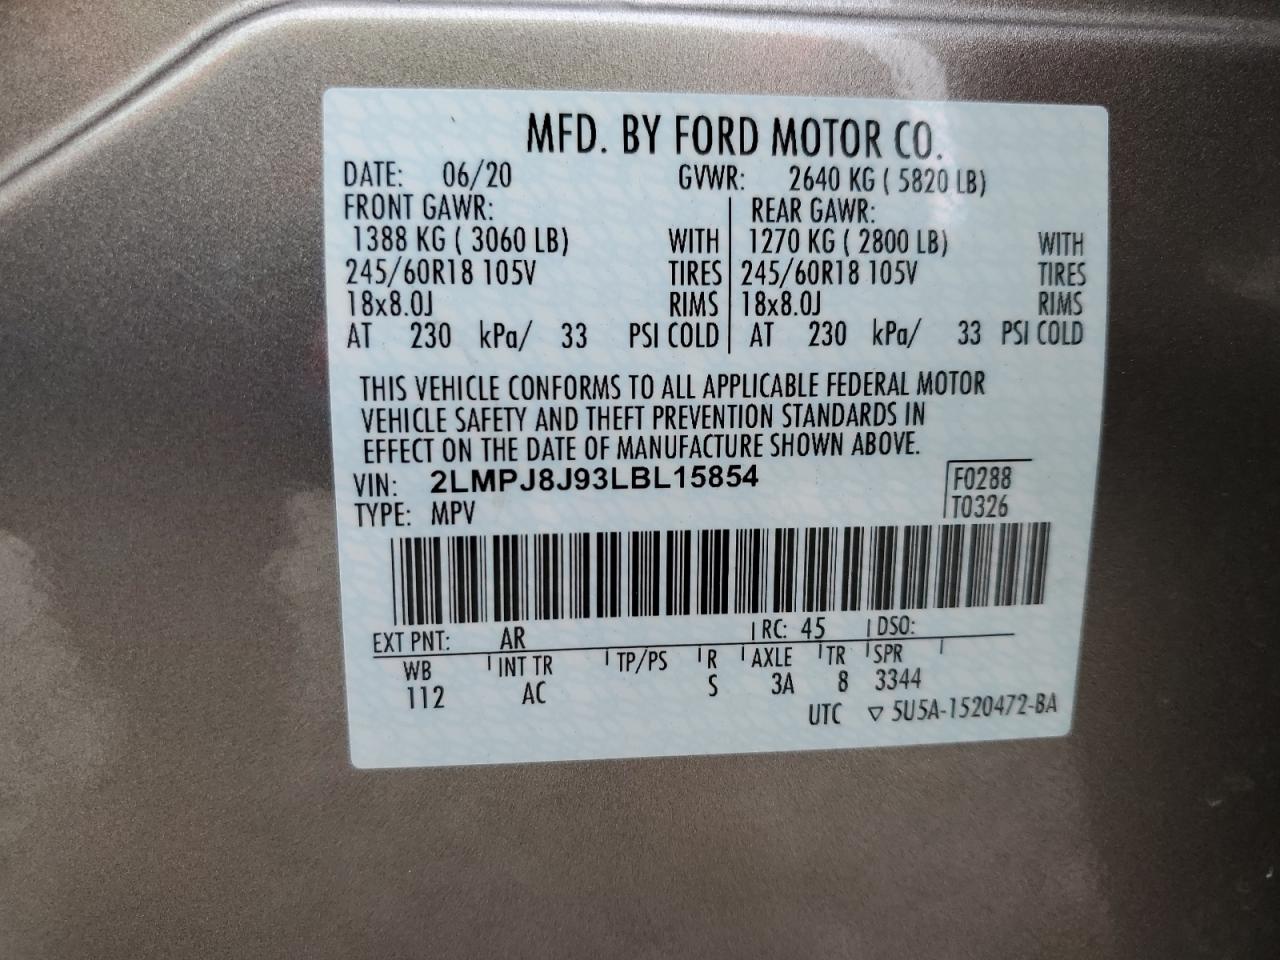 MFD. BY FORD MOTOR CO.
DATE: 06/20 GVWR: 2640 KG ( 5820 LB)
FRONT GAWR: REAR GAWR:
1388 KG ( 3060 LB) WITH 1270 KG ( 2800 LB) WITH
245/60R18 105V TIRES 245/60R18 105V TIRES
18x8.0J RIMS 18x8.0J RIMS
AT 230 kPa/ 33 PSI COLD AT 230 kPa/ 33 PSI COLD
THIS VEHICLE CONFORMS TO ALL APPLICABLE FEDERAL MOTOR
VEHICLE SAFETY AND THEFT PREVENTION STANDARDS IN
EFFECT ON THE DATE OF MANUFACTURE SHOWN ABOVE.
VIN: 2LMPJ8J93LBL15854 F0288
TYPE: MPV T0326
EXT PNT: AR RC: 45 DSO:
WB INT TR TP/PS R AXLE TR SPR
112 AC S 3A 8 3344
UTC ▽ 5U5A-1520472-BA